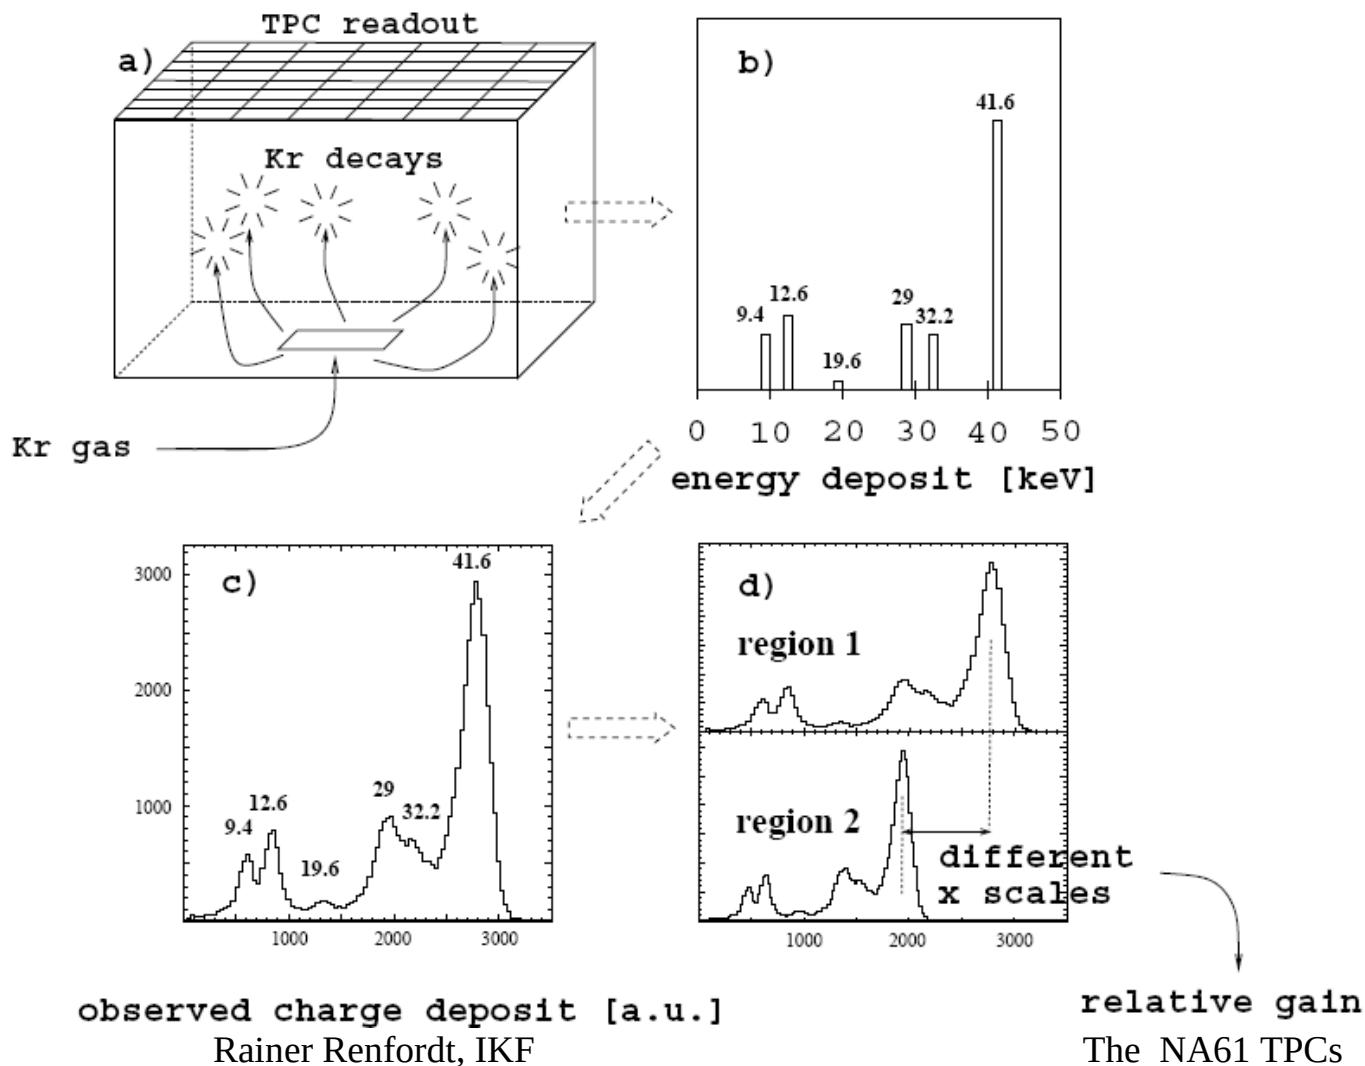 TPC readout
a)
Kr decays
Kr gas
b)
41.6
12.6
29
9.4
32.2
19.6
0 10 20 30 40 50
energy deposit [keV]
c)
41.6
3000
2000
1000
29
12.6
32.2
9.4
19.6
1000 2000 3000
observed charge deposit [a.u.]
d)
region 1
region 2
different
x scales
1000 2000 3000
relative gain
Rainer Renfordt, IKF
The NA61 TPCs